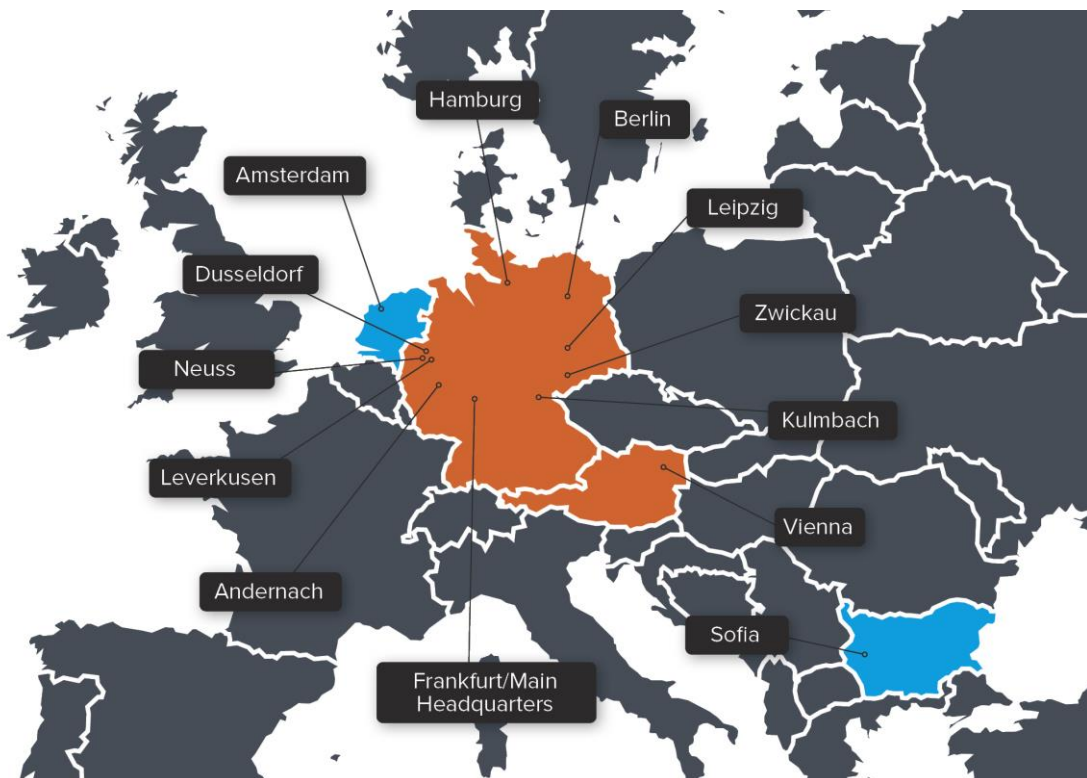 Hamburg
Berlin
Amsterdam
Leipzig
Dusseldorf
Zwickau
Neuss
Kulmbach
Leverkusen
Vienna
Andernach
Sofia
Frankfurt/Main
Headquarters